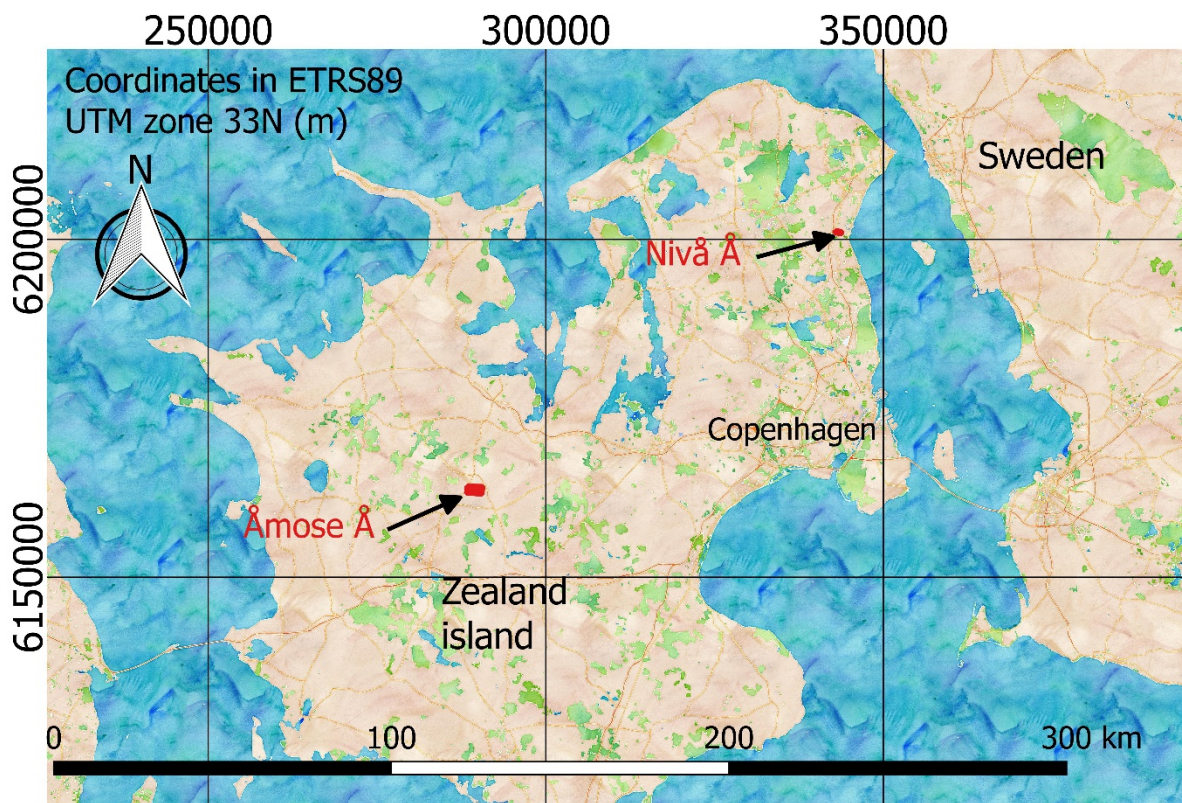 250000 300000 350000
Coordinates in ETRS89
UTM zone 33N (m)
N
Sweden
6200000
Nivå Å
Copenhagen
Åmose Å
6150000
Zealand
island
0 100 200 300 km